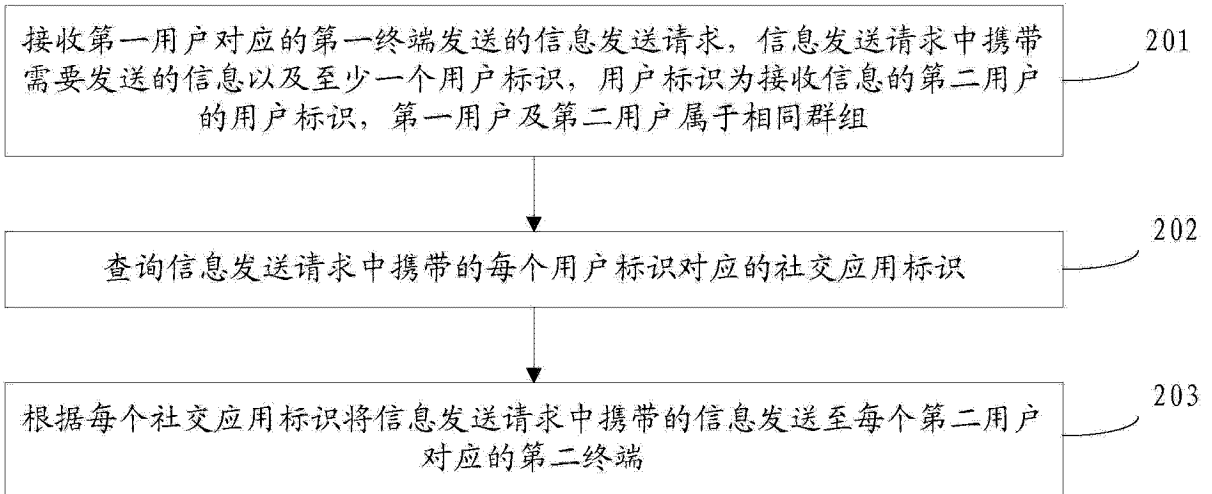 接收第一用户对应的第一终端发送的信息发送请求，信息发送请求中携带
需要发送的信息以及至少一个用户标识，用户标识为接收信息的第二用户
的用户标识，第一用户及第二用户属于相同群组
201
查询信息发送请求中携带的每个用户标识对应的社交应用标识
202
根据每个社交应用标识将信息发送请求中携带的信息发送至每个第二用户
对应的第二终端
203